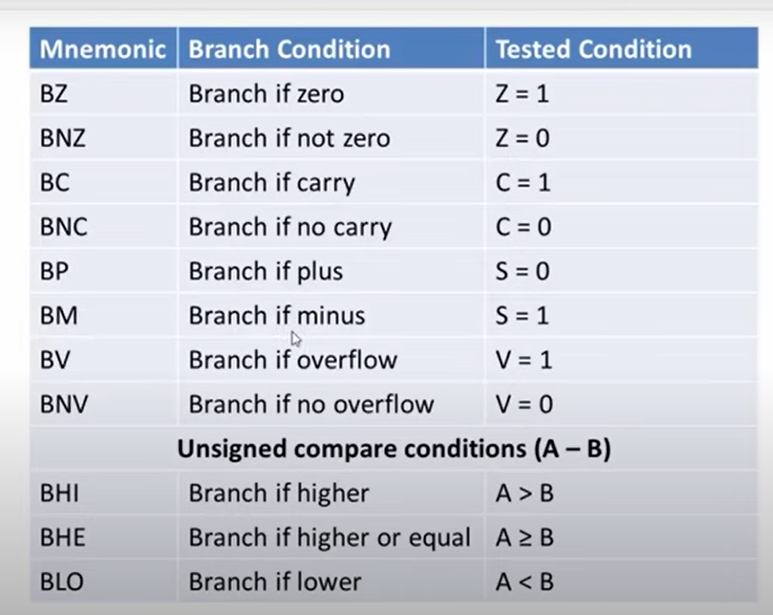 Mnemonic Branch Condition Tested Condition
BZ Branch if zero Z = 1
BNZ Branch if not zero Z = 0
BC Branch if carry C = 1
BNC Branch if no carry C = 0
BP Branch if plus S = 0
BM Branch if minus S = 1
BV Branch if overflow V = 1
BNV Branch if no overflow V = 0
Unsigned compare conditions (A – B)
BHI Branch if higher A > B
BHE Branch if higher or equal A ≥ B
BLO Branch if lower A < B